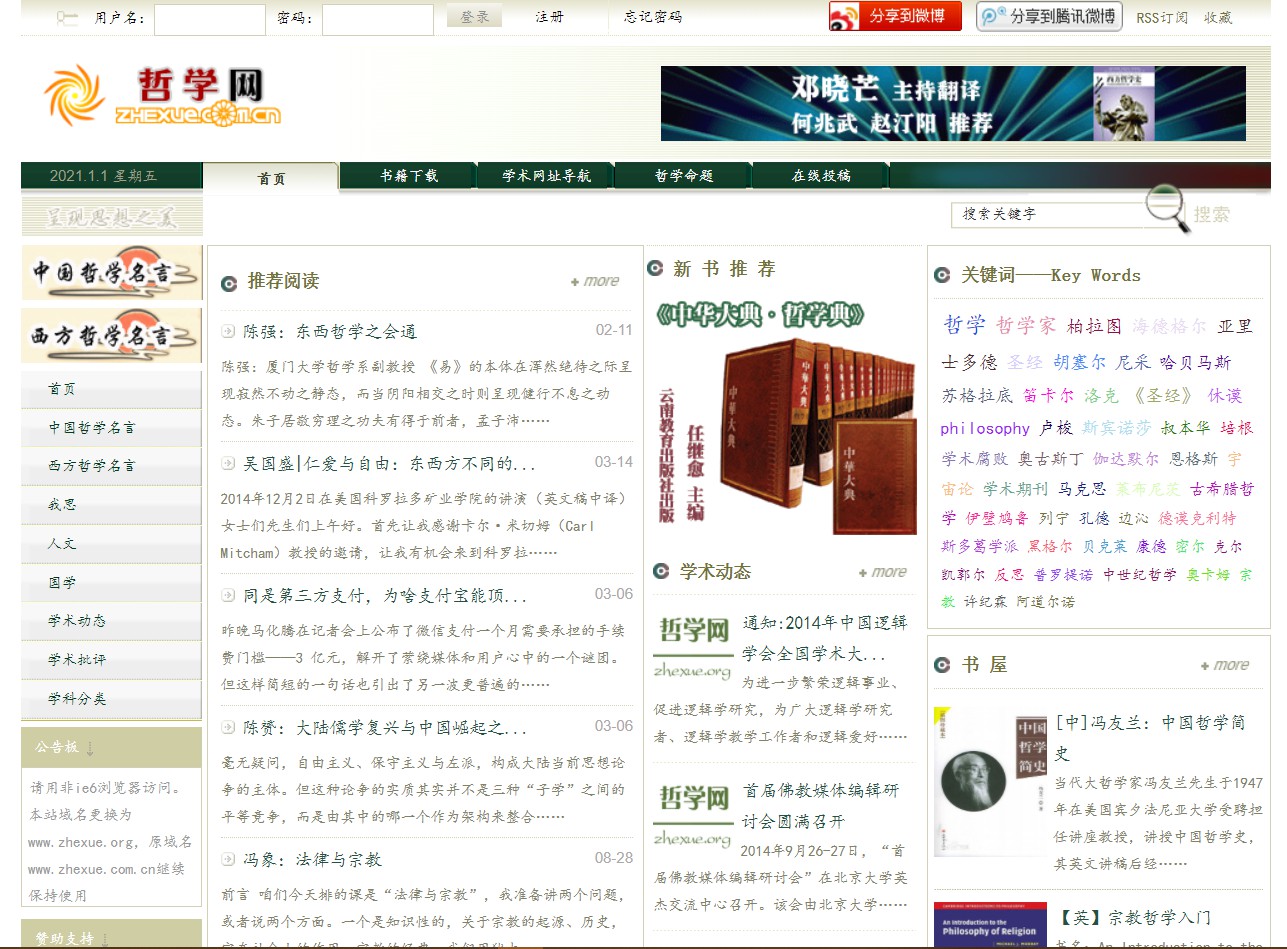 用户名: 密码: 登录 注册 忘记密码 分享到微博 分享到腾讯微博 RSS订阅 收藏
哲学网
ZHEXUE.COM.CN
邓晓芒 主持翻译
何兆武 赵汀阳 推荐
西方哲学史
2021.1.1 星期五 首页 书籍下载 学术网址导航 哲学命题 在线投稿
呈现思想之美
搜索关键字 搜索
中国哲学名言
西方哲学名言
首页
中国哲学名言
西方哲学名言
我思
人文
国学
学术动态
学术批评
学科分类
公告板
请用非ie6浏览器访问。
本站域名更换为
www.zhexue.org, 原域名
www.zhexue.com.cn继续
保持使用
赞助支持
推荐阅读 + more
陈强: 东西哲学之会通 02-11
陈强: 厦门大学哲学系副教授 《易》的本体在浑然绝待之际呈
现寂然不动之静态，而当阴阳相交之时则呈现健行不息之动
态。朱子居敬穷理之功夫有得于前者，孟子沛……
吴国盛|仁爱与自由: 东西方不同的... 03-14
2014年12月2日在美国科罗拉多矿业学院的讲演（英文稿中译）
女士们先生们上午好。首先让我感谢卡尔·米切姆（Carl
Mitcham）教授的邀请，让我有机会来到科罗拉……
同是第三方支付，为啥支付宝能顶... 03-06
昨晚马化腾在记者会上公布了微信支付一个月需要承担的手续
费门槛——3 亿元，解开了萦绕媒体和用户心中的一个谜团。
但这样简短的一句话也引出了另一波更普遍的……
陈赟: 大陆儒学复兴与中国崛起之... 03-06
毫无疑问，自由主义、保守主义与左派，构成大陆当前思想论
争的主体。但这种论争的实质其实并不是三种“子学”之间的
平等竞争，而是由其中的哪一个作为架构来整合……
冯象: 法律与宗教 08-28
前言 咱们今天排的课是“法律与宗教”，我准备讲两个问题，
或者说两个方面。一个是知识性的，关于宗教的起源、历史，
新书推荐
《中华大典·哲学典》
云南教育出版社出版
任继愈 主编
中華大典
中華大典
中華大典
学术动态 + more
哲学网
zhexue.org
通知:2014年中国逻辑
学会全国学术大...
为进一步繁荣逻辑事业、
促进逻辑学研究，为广大逻辑学研究
者、逻辑学教学工作者和逻辑爱好……
哲学网
zhexue.org
首届佛教媒体编辑研
讨会圆满召开
2014年9月26-27日，“首
届佛教媒体编辑研讨会”在北京大学英
杰交流中心召开。该会由北京大学……
关键词——Key Words
哲学 哲学家 柏拉图 海德格尔 亚里
士多德 圣经 胡塞尔 尼采 哈贝马斯
苏格拉底 笛卡尔 洛克 《圣经》 休谟
philosophy 卢梭 斯宾诺莎 叔本华 培根
学术腐败 奥古斯丁 伽达默尔 恩格斯 宇
宙论 学术期刊 马克思 莱布尼茨 古希腊哲
学 伊壁鸠鲁 列宁 孔德 边沁 德谟克利特
斯多葛学派 黑格尔 贝克莱 康德 密尔 克尔
凯郭尔 反思 普罗提诺 中世纪哲学 奥卡姆 宗
教 许纪霖 阿道尔诺
书屋 + more
中国
哲学
简史
[中]冯友兰: 中国哲学简
史
当代大哲学家冯友兰先生于1947
年在美国宾夕法尼亚大学受聘担
任讲座教授，讲授中国哲学史，
其英文讲稿后经……
An Introduction to the
Philosophy of Religion
【英】宗教哲学入门